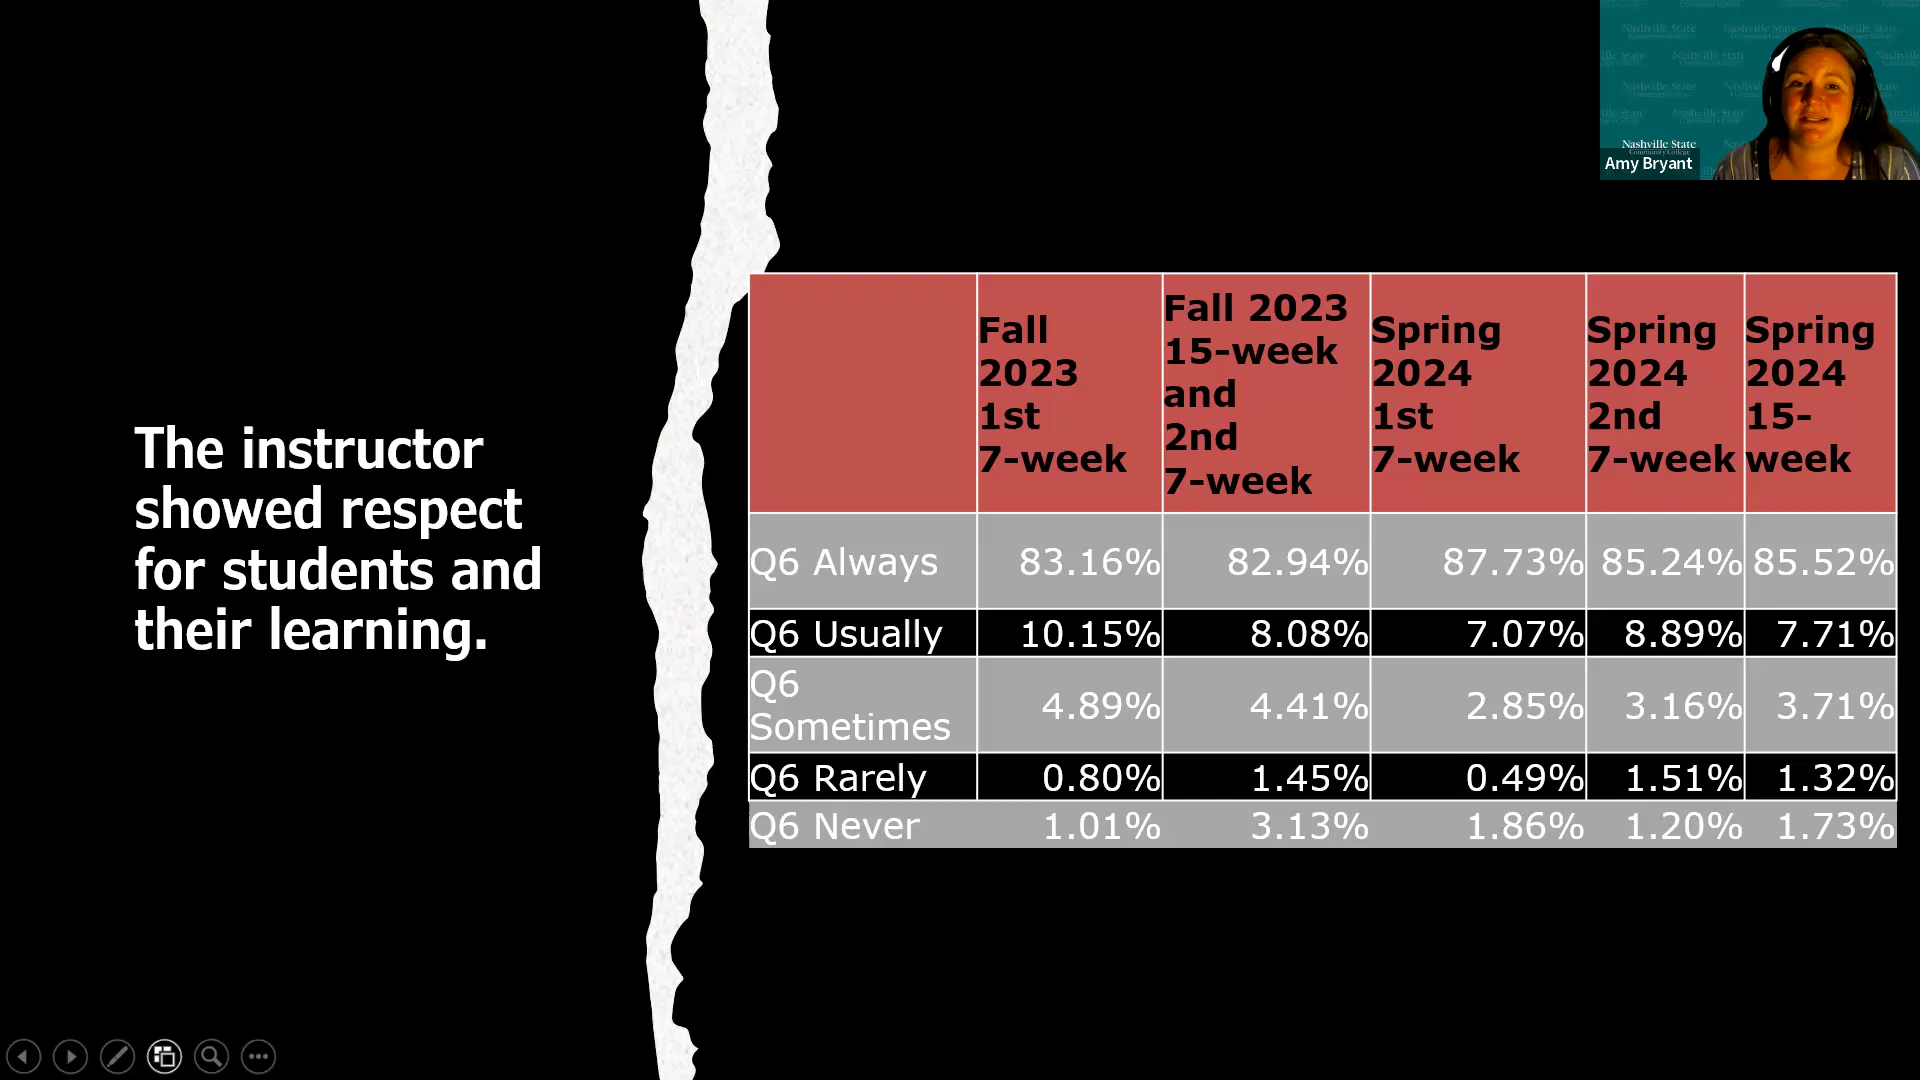 Nashville State
Community College
Amy Bryant
The instructor
showed respect
for students and
their learning.
Fall
2023
1st
7-week
Fall 2023
15-week
and
2nd
7-week
Spring
2024
1st
7-week
Spring
2024
2nd
7-week
Spring
2024
15-
week
Q6 Always 83.16% 82.94% 87.73% 85.24% 85.52%
Q6 Usually 10.15% 8.08% 7.07% 8.89% 7.71%
Q6
Sometimes 4.89% 4.41% 2.85% 3.16% 3.71%
Q6 Rarely 0.80% 1.45% 0.49% 1.51% 1.32%
Q6 Never 1.01% 3.13% 1.86% 1.20% 1.73%